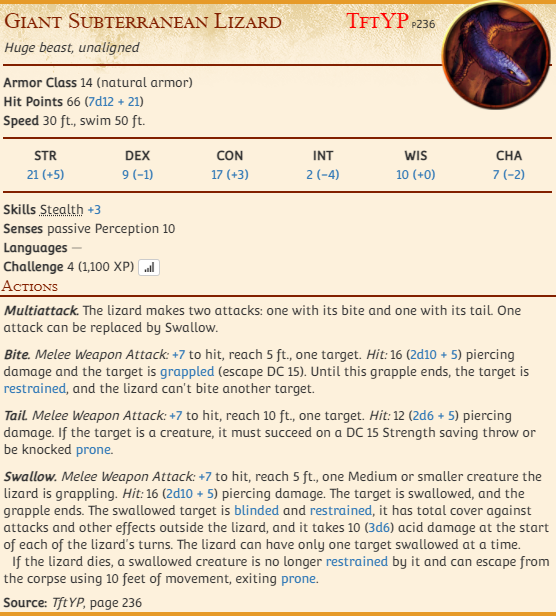 Giant Subterranean Lizard TftYP p236
Huge beast, unaligned
Armor Class 14 (natural armor)
Hit Points 66 (7d12 + 21)
Speed 30 ft., swim 50 ft.
STR DEX CON INT WIS CHA
21 (+5) 9 (−1) 17 (+3) 2 (−4) 10 (+0) 7 (−2)
Skills Stealth +3
Senses passive Perception 10
Languages —
Challenge 4 (1,100 XP)
Actions
Multiattack. The lizard makes two attacks: one with its bite and one with its tail. One
attack can be replaced by Swallow.
Bite. Melee Weapon Attack: +7 to hit, reach 5 ft., one target. Hit: 16 (2d10 + 5) piercing
damage and the target is grappled (escape DC 15). Until this grapple ends, the target is
restrained, and the lizard can't bite another target.
Tail. Melee Weapon Attack: +7 to hit, reach 10 ft., one target. Hit: 12 (2d6 + 5) piercing
damage. If the target is a creature, it must succeed on a DC 15 Strength saving throw or
be knocked prone.
Swallow. Melee Weapon Attack: +7 to hit, reach 5 ft., one Medium or smaller creature the
lizard is grappling. Hit: 16 (2d10 + 5) piercing damage. The target is swallowed, and the
grapple ends. The swallowed target is blinded and restrained, it has total cover against
attacks and other effects outside the lizard, and it takes 10 (3d6) acid damage at the start
of each of the lizard's turns. The lizard can have only one target swallowed at a time.
If the lizard dies, a swallowed creature is no longer restrained by it and can escape from
the corpse using 10 feet of movement, exiting prone.
Source: TftYP, page 236